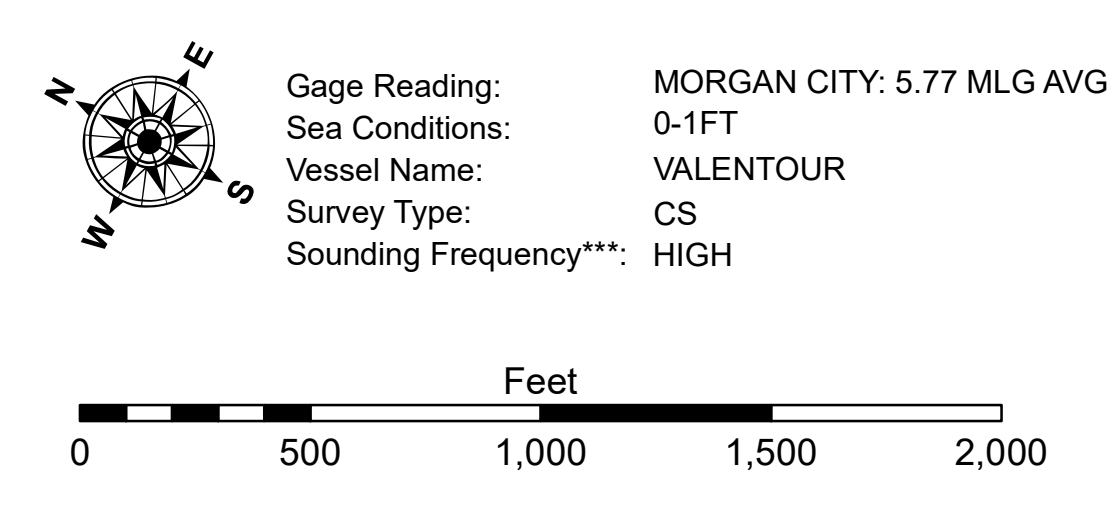 N
E
S
W
Gage Reading: MORGAN CITY: 5.77 MLG AVG
Sea Conditions: 0-1FT
Vessel Name: VALENTOUR
Survey Type: CS
Sounding Frequency***: HIGH
Feet
0 500 1,000 1,500 2,000